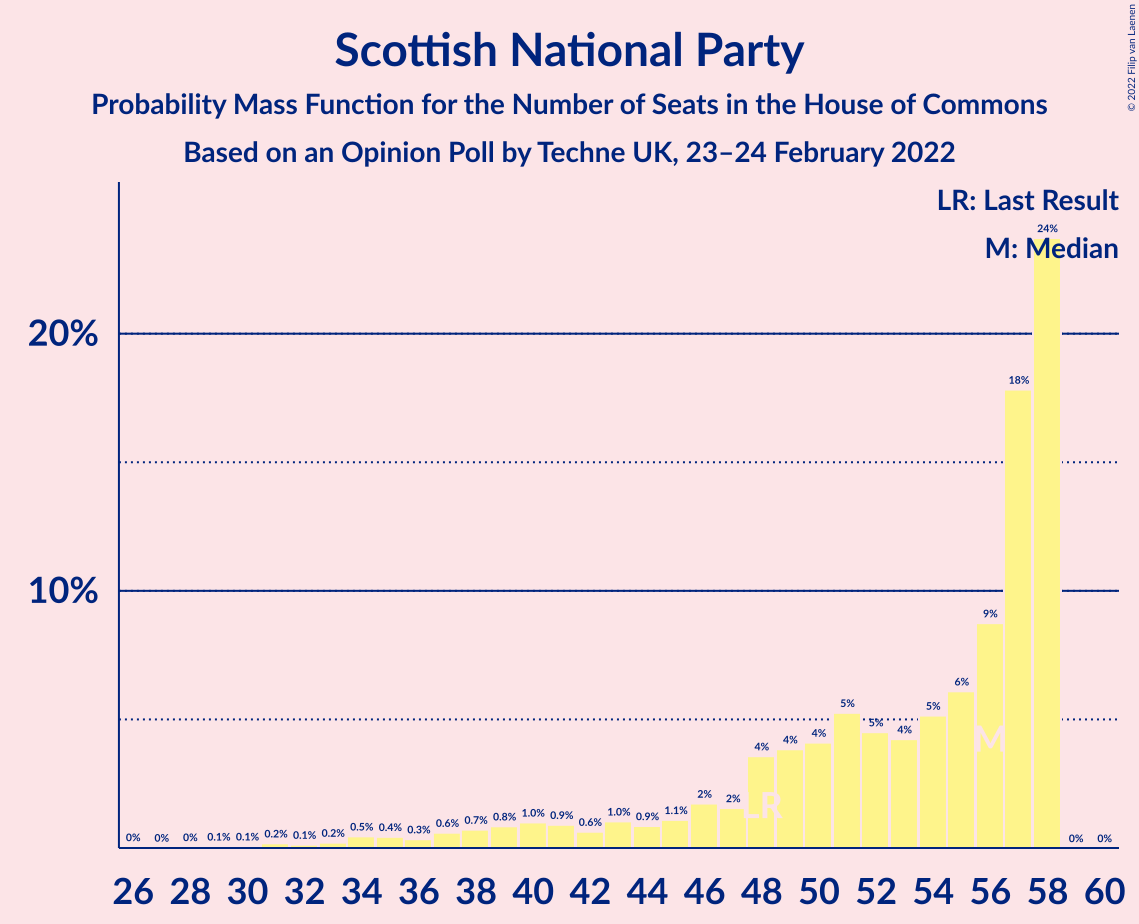 © 2022 Filip van Laenen
Scottish National Party
Probability Mass Function for the Number of Seats in the House of Commons
Based on an Opinion Poll by Techne UK, 23–24 February 2022
LR: Last Result
M: Median
20%
10%
0% 0% 0% 0.1% 0.1% 0.2% 0.1% 0.2% 0.5% 0.4% 0.3% 0.6% 0.7% 0.8% 1.0% 0.9% 0.6% 1.0% 0.9% 1.1% 2% 2% 4% 4% 4% 5% 5% 4% 5% 6% 9% 18% 24% 0% 0%
LR M
26 28 30 32 34 36 38 40 42 44 46 48 50 52 54 56 58 60